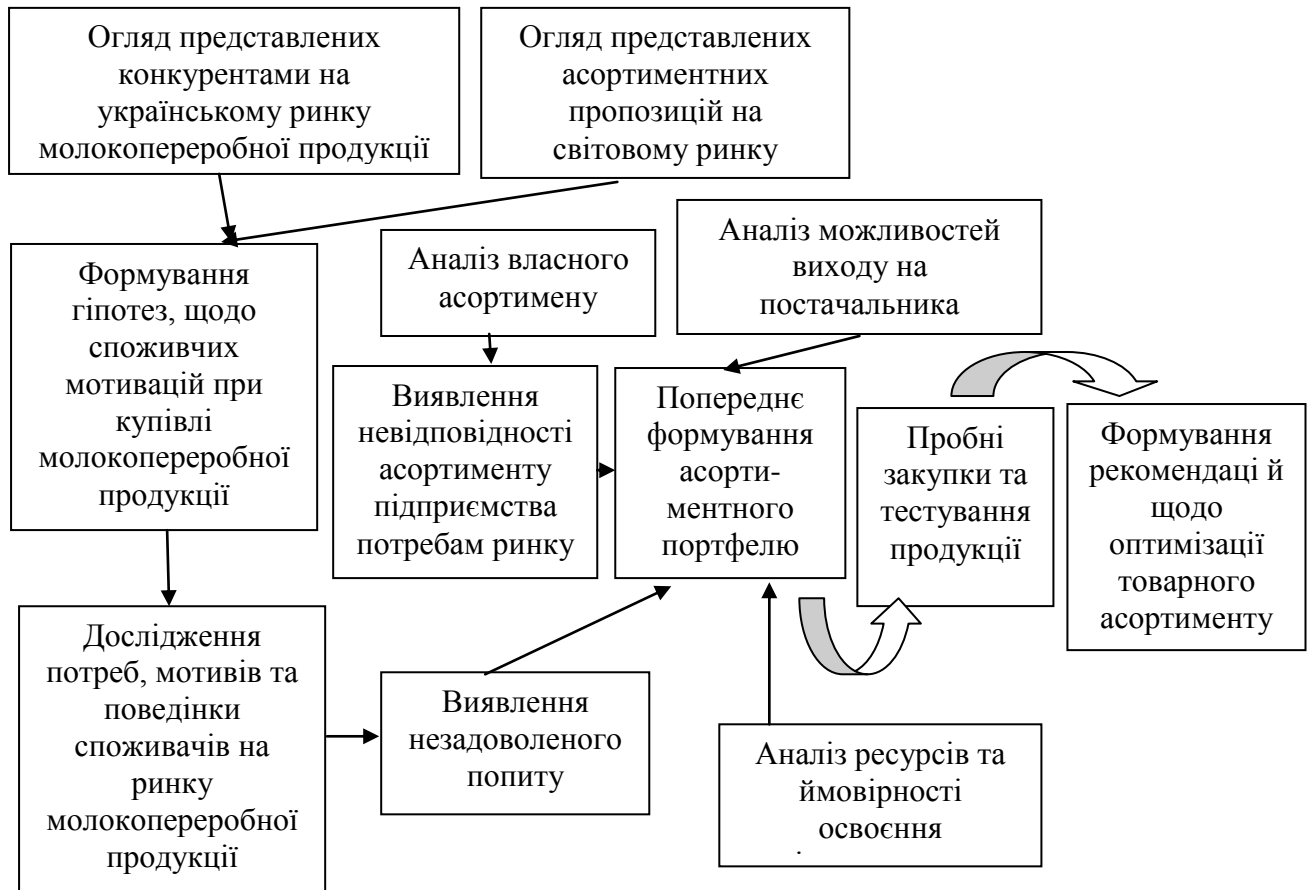 Огляд представлених
конкурентами на
українському ринку
молокопереробної продукції
Огляд представлених
асортиментних
пропозицій на
світовому ринку
Формування
гіпотез, щодо
споживчих
мотивацій при
купівлі
молокопереробної
продукції
Аналіз власного
асортимену
Аналіз можливостей
виходу на
постачальника
Виявлення
невідповідності
асортименту
підприємства
потребам ринку
Попереднє
формування
асорти-
ментного
портфелю
Пробні
закупки та
тестування
продукції
Формування
рекомендаці й
щодо
оптимізації
товарного
асортименту
Дослідження
потреб, мотивів та
поведінки
споживачів на
ринку
молокопереробної
продукції
Виявлення
незадоволеного
попиту
Аналіз ресурсів та
ймовірності
освоєння